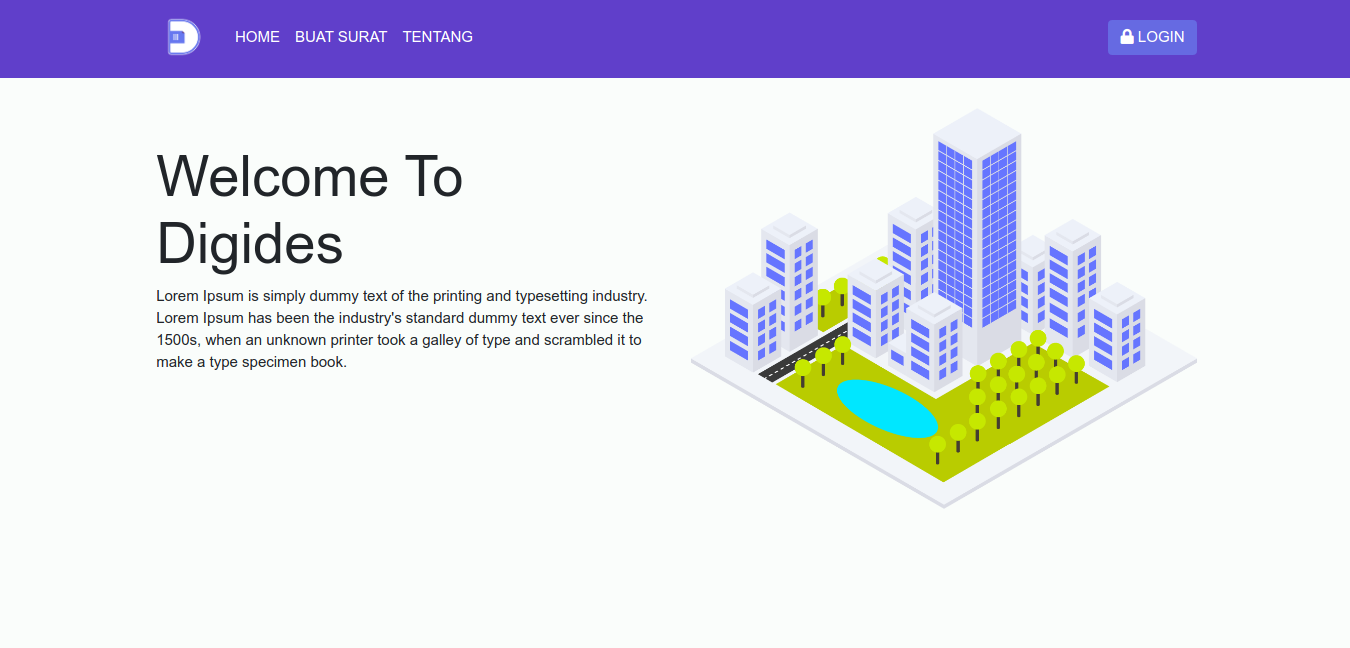 HOME BUAT SURAT TENTANG LOGIN
Welcome To
Digides
Lorem Ipsum is simply dummy text of the printing and typesetting industry.
Lorem Ipsum has been the industry's standard dummy text ever since the
1500s, when an unknown printer took a galley of type and scrambled it to
make a type specimen book.